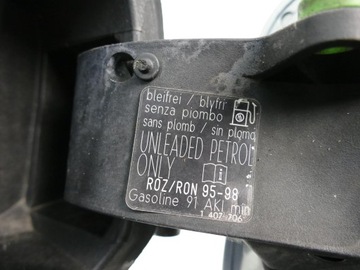 bleifrei / blyfri
senza piombo
sans plomb / sin plomo
UNLEADED PETROL
ONLY
ROZ/RON 95-98
Gasoline 91 AKI min
1 407 706